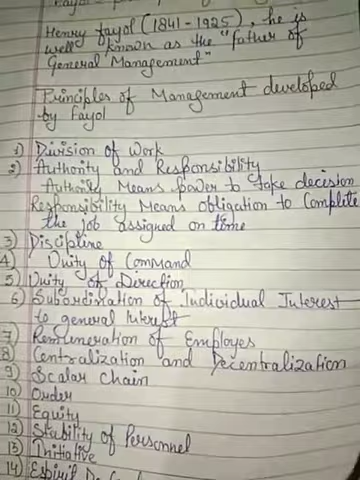 Henry fayol (1841-1925), he is
well known as the "father of
General Management"
Principles of Management developed
by Fayol
1) Division of Work
2) Authority and Responsibility
Authority Means power to take decision
Responsibility Means obligation to Complete
the job assigned on time
3) Discipline
4) Unity of Command
5) Unity of Direction
6) Subordination of Individual Interest
to general Interest
7) Remuneration of Employes
8) Centralization and Decentralization
9) Scalar Chain
10) Order
11) Equity
12) Stability of Personnel
13) Initiative
14)